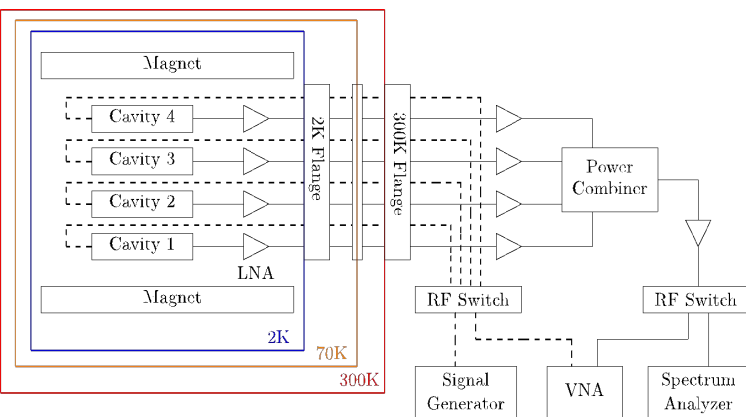 Magnet
Cavity 4
Cavity 3
Cavity 2
Cavity 1
LNA
Magnet
2K
70K
300K
2K Flange
300K Flange
Power
Combiner
RF Switch
RF Switch
Signal
Generator
VNA
Spectrum
Analyzer